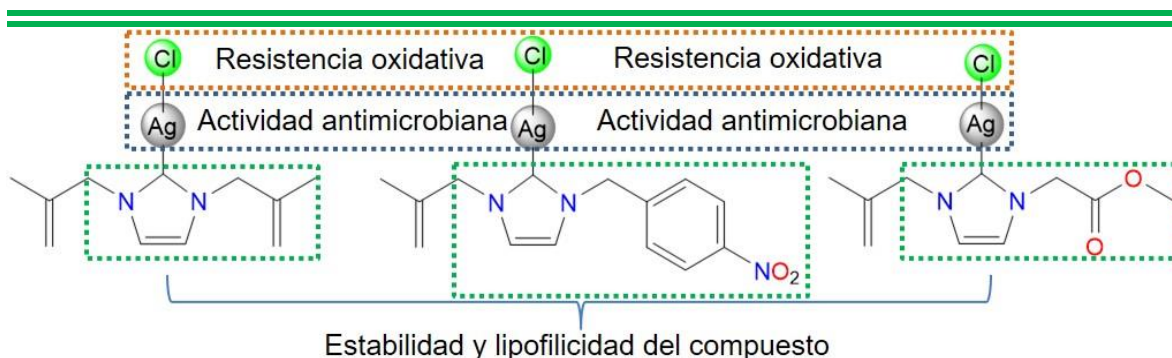 Cl Resistencia oxidativa Cl Resistencia oxidativa Cl
Ag Actividad antimicrobiana Ag Actividad antimicrobiana Ag
N N N N N N O
O
NO2
Estabilidad y lipofilicidad del compuesto